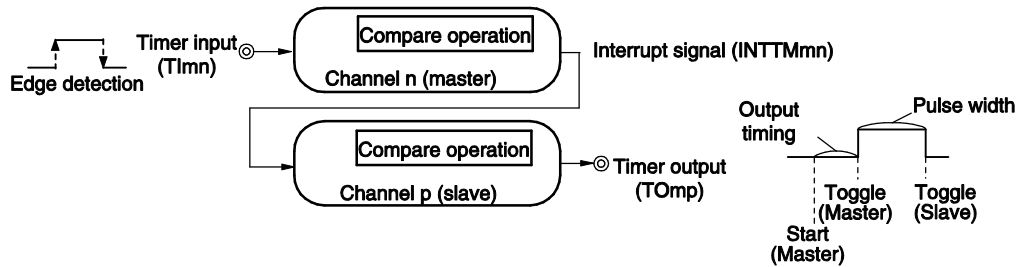 Edge detection
Timer input
(TImn)
Compare operation
Channel n (master)
Interrupt signal (INTTMmn)
Compare operation
Channel p (slave)
Timer output
(TOmp)
Output
timing
Pulse width
Toggle
(Master)
Toggle
(Slave)
Start
(Master)